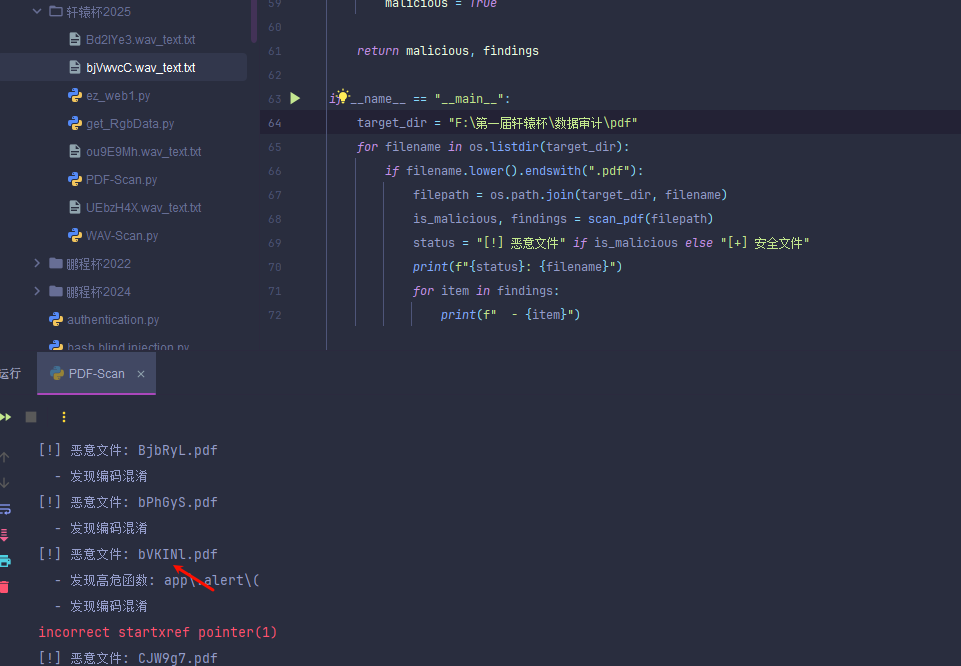 轩辕杯2025
Bd2lYe3.wav_text.txt
bjVwvcC.wav_text.txt
ez_web1.py
get_RgbData.py
ou9E9Mh.wav_text.txt
PDF-Scan.py
UEbzH4X.wav_text.txt
WAV-Scan.py
鹏程杯2022
鹏程杯2024
authentication.py
hash blind injection.py
59 malicious = True
60
61 return malicious, findings
62
63 if __name__ == "__main__":
64 target_dir = "F:\第一届轩辕杯\数据审计\pdf"
65 for filename in os.listdir(target_dir):
66 if filename.lower().endswith(".pdf"):
67 filepath = os.path.join(target_dir, filename)
68 is_malicious, findings = scan_pdf(filepath)
69 status = "[!] 恶意文件" if is_malicious else "[+] 安全文件"
70 print(f"{status}: {filename}")
71 for item in findings:
72 print(f"  - {item}")
运行
PDF-Scan ×
[!] 恶意文件: BjbRyL.pdf
- 发现编码混淆
[!] 恶意文件: bPhGyS.pdf
- 发现编码混淆
[!] 恶意文件: bVKINl.pdf
- 发现高危函数: app\.alert\(
- 发现编码混淆
incorrect startxref pointer(1)
[!] 恶意文件: CJW9g7.pdf